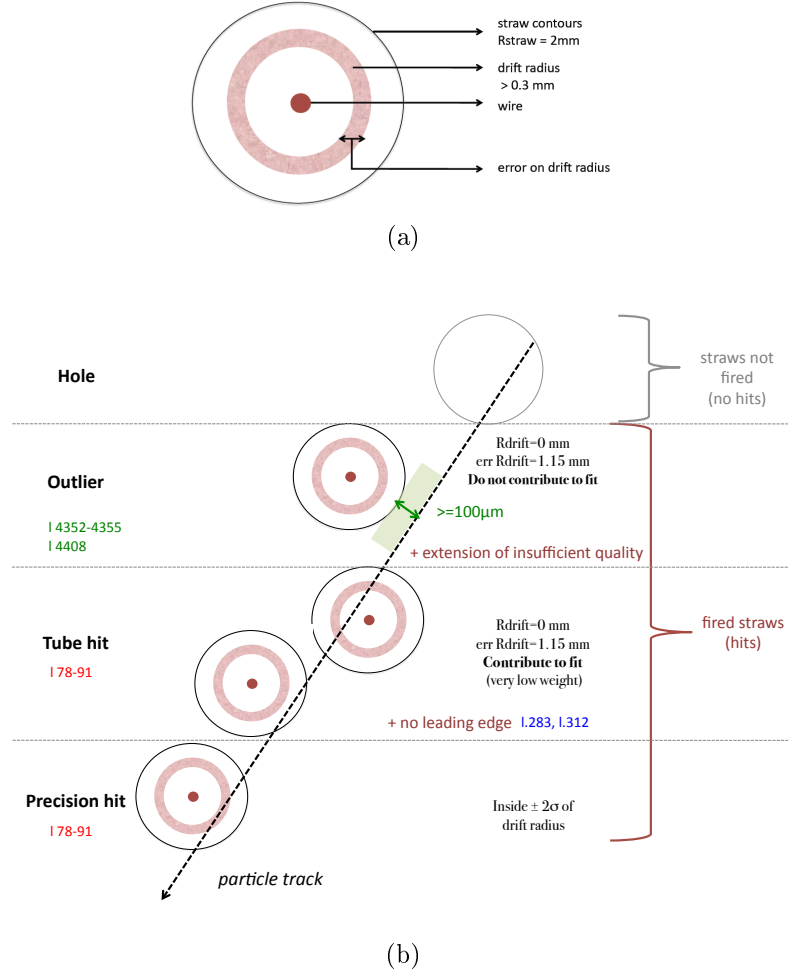 straw contours
Rstraw = 2mm
drift radius
> 0.3 mm
wire
error on drift radius
(a)
Hole
straws not
fired
(no hits)
Outlier
l 4352-4355
l 4408
Rdrift=0 mm
err Rdrift=1.15 mm
Do not contribute to fit
>=100μm
+ extension of insufficient quality
Tube hit
l 78-91
Rdrift=0 mm
err Rdrift=1.15 mm
Contribute to fit
(very low weight)
+ no leading edge l.283, l.312
fired straws
(hits)
Precision hit
l 78-91
Inside ± 2σ of
drift radius
particle track
(b)